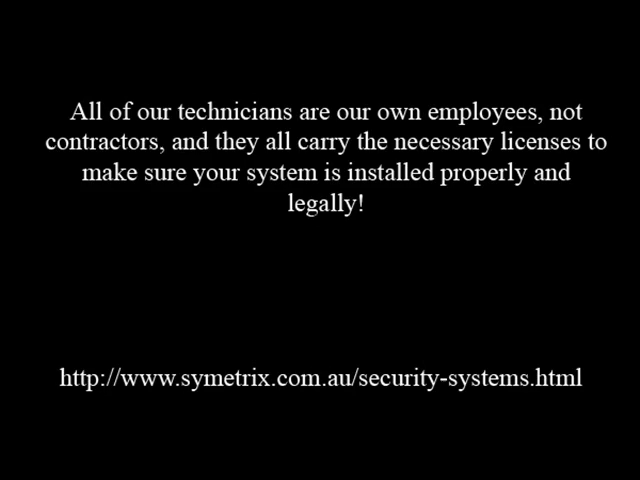 All of our technicians are our own employees, not
contractors, and they all carry the necessary licenses to
make sure your system is installed properly and
legally!
http://www.symetrix.com.au/security-systems.html